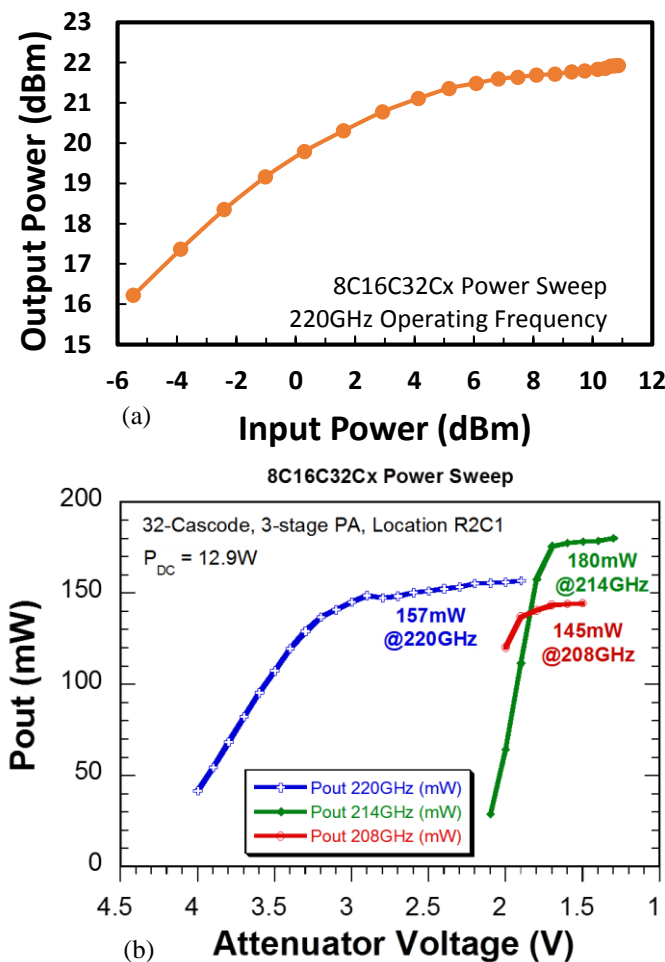 23
22
21
20
19
18
17
16
15
Output Power (dBm)
8C16C32Cx Power Sweep
220GHz Operating Frequency
-6 -4 -2 0 2 4 6 8 10 12
(a)
Input Power (dBm)
8C16C32Cx Power Sweep
200
150
100
50
0
Pout (mW)
32-Cascode, 3-stage PA, Location R2C1
PDC = 12.9W
180mW
@214GHz
157mW
@220GHz
145mW
@208GHz
Pout 220GHz (mW)
Pout 214GHz (mW)
Pout 208GHz (mW)
4.5 4 3.5 3 2.5 2 1.5 1
(b)
Attenuator Voltage (V)